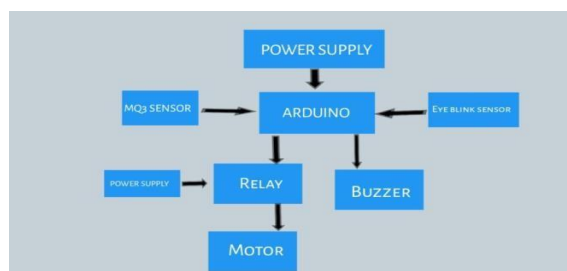 POWER SUPPLY
MQ3 SENSOR
ARDUINO
EYE BLINK SENSOR
POWER SUPPLY
RELAY
BUZZER
MOTOR